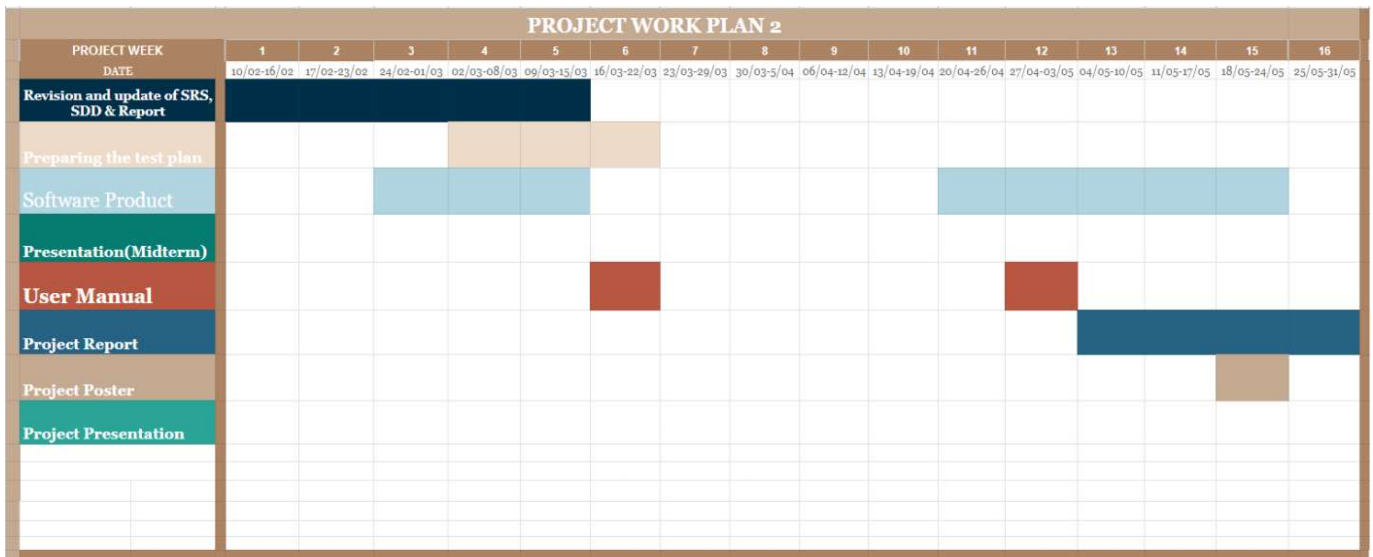 PROJECT WORK PLAN 2
PROJECT WEEK 1 2 3 4 5 6 7 8 9 10 11 12 13 14 15 16
DATE 10/02-16/02 17/02-23/02 24/02-01/03 02/03-08/03 09/03-15/03 16/03-22/03 23/03-29/03 30/03-5/04 06/04-12/04 13/04-19/04 20/04-26/04 27/04-03/05 04/05-10/05 11/05-17/05 18/05-24/05 25/05-31/05
Revision and update of SRS,
SDD & Report
Preparing the test plan
Software Product
Presentation(Midterm)
User Manual
Project Report
Project Poster
Project Presentation